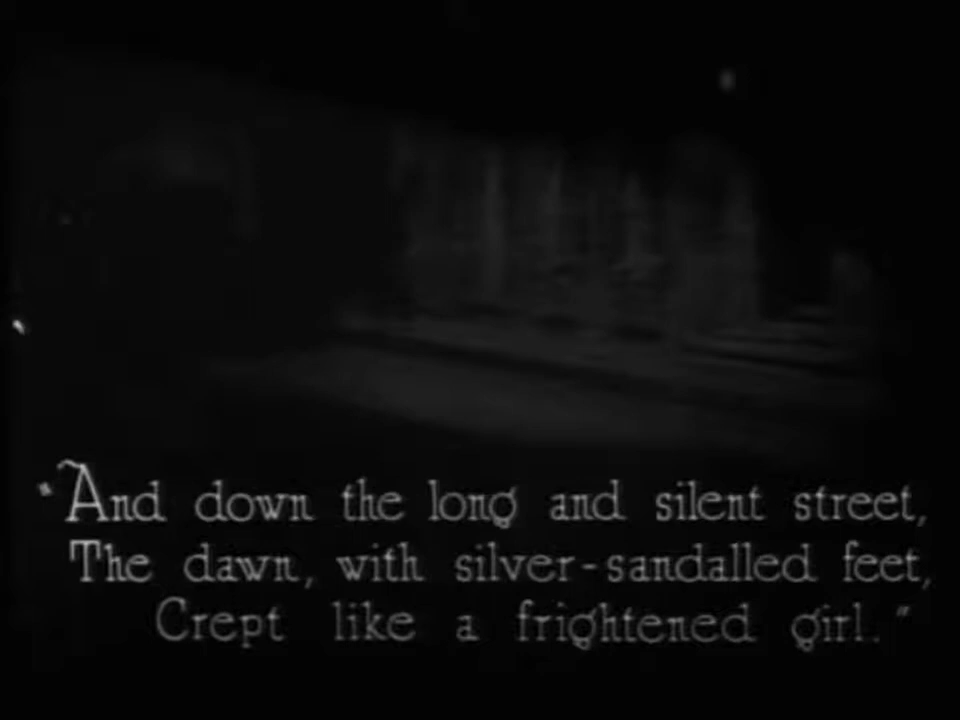 "And down the long and silent street,
The dawn, with silver-sandalled feet,
Crept like a frightened girl."